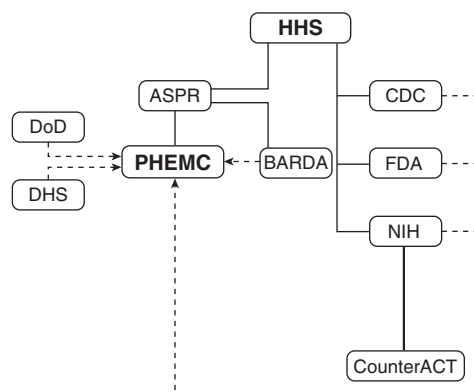 HHS
ASPR
CDC
DoD
PHEMC
BARDA
FDA
DHS
NIH
CounterACT